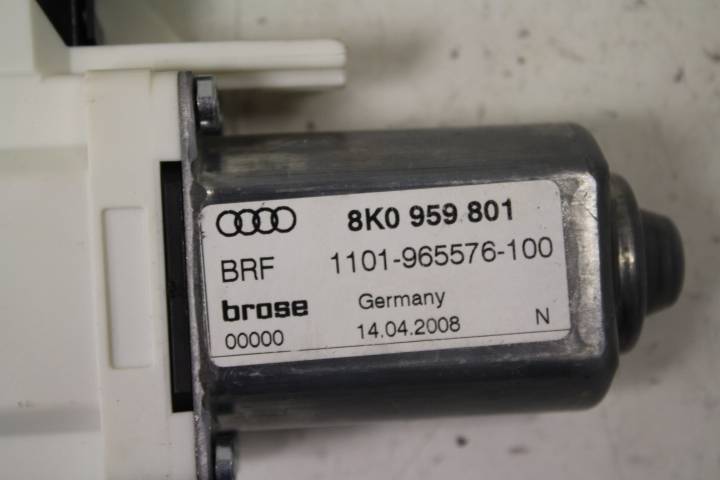 8K0 959 801
BRF 1101-965576-100
brose Germany
00000 14.04.2008 N